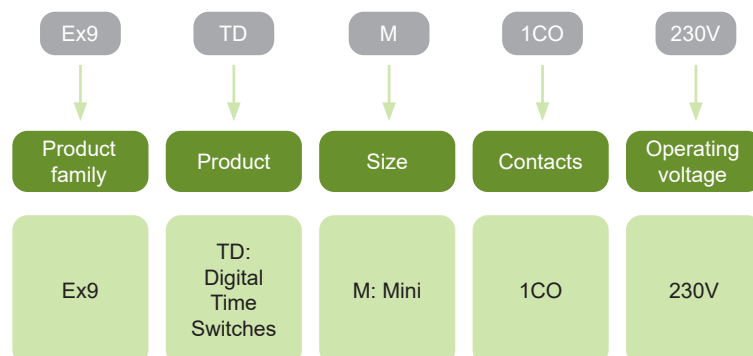 Ex9
TD
M
1CO
230V
Product
family
Product
Size
Contacts
Operating
voltage
Ex9
TD:
Digital
Time
Switches
M: Mini
1CO
230V